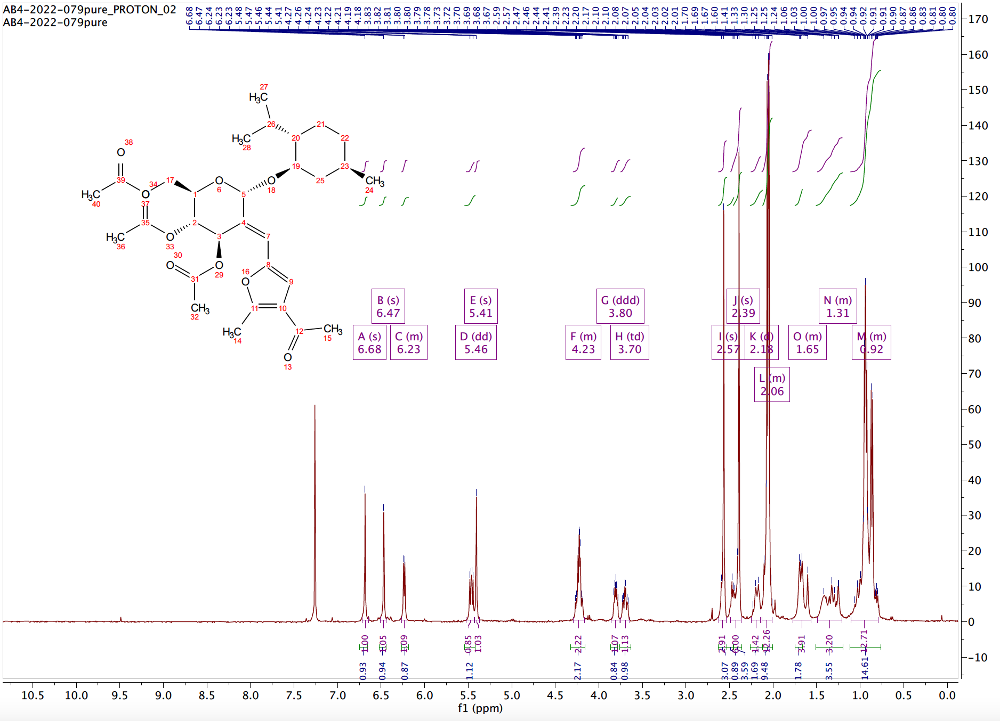 AB4-2022-079pure_PROTON_02
AB4-2022-079pure
6.68 6.47 6.24 6.23 6.23 5.48 5.47 5.46 5.44 5.41 4.27 4.26 4.24 4.23 4.22 4.21 4.19 4.18 3.83 3.82 3.81 3.80 3.80 3.79 3.78 3.73 3.72 3.70 3.69 3.68 3.67 2.59 2.57 2.47 2.46 2.44 2.41 2.39 2.23 2.20 2.17 2.10 2.10 2.08 2.07 2.05 2.04 2.03 2.02 2.01 1.70 1.69 1.67 1.60 1.41 1.33 1.30 1.25 1.25 1.24 1.06 1.03 1.00 1.00 0.97 0.95 0.94 0.94 0.92 0.91 0.91 0.90 0.87 0.86 0.83 0.81 0.80 0.80
170
160
150
140
130
120
110
100
90
80
70
60
50
40
30
20
10
0
-10
27
H3C
26
21
H3C
28
20
22
38
O
19
23
CH3
24
25
O
18
39
34
17
O
6
H3C
40
O
37
1
5
35
2
4
H3C
36
O
33
3
7
30
O
O
29
8
31
16
O
9
CH3
32
11
10
H3C
14
12
CH3
15
O
13
B (s)
6.47
E (s)
5.41
G (ddd)
3.80
J (s)
2.39
N (m)
1.31
A (s)
6.68
C (m)
6.23
D (dd)
5.46
F (m)
4.23
H (td)
3.70
I (s)
2.57
K (d)
2.18
O (m)
1.65
M (m)
0.92
L (m)
2.06
1.00 1.05 1.09 0.85 1.03 2.22 1.07 1.13 2.91 6.00 1.42 12.26 3.91 3.20 12.71
0.93 0.94 0.87 1.12 2.17 0.84 0.98 3.07 0.89 3.59 1.69 9.48 1.78 3.55 14.61
10.5 10.0 9.5 9.0 8.5 8.0 7.5 7.0 6.5 6.0 5.5 5.0 4.5 4.0 3.5 3.0 2.5 2.0 1.5 1.0 0.5 0.0
f1 (ppm)